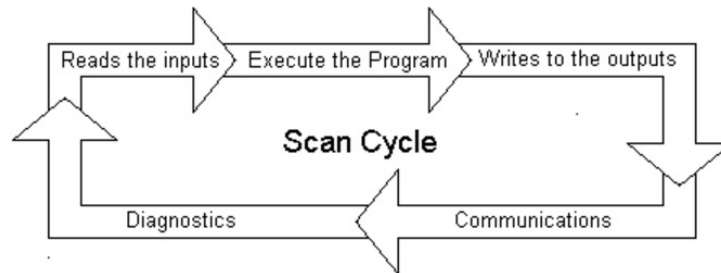 Reads the inputs
Execute the Program
Writes to the outputs
Scan Cycle
Diagnostics
Communications